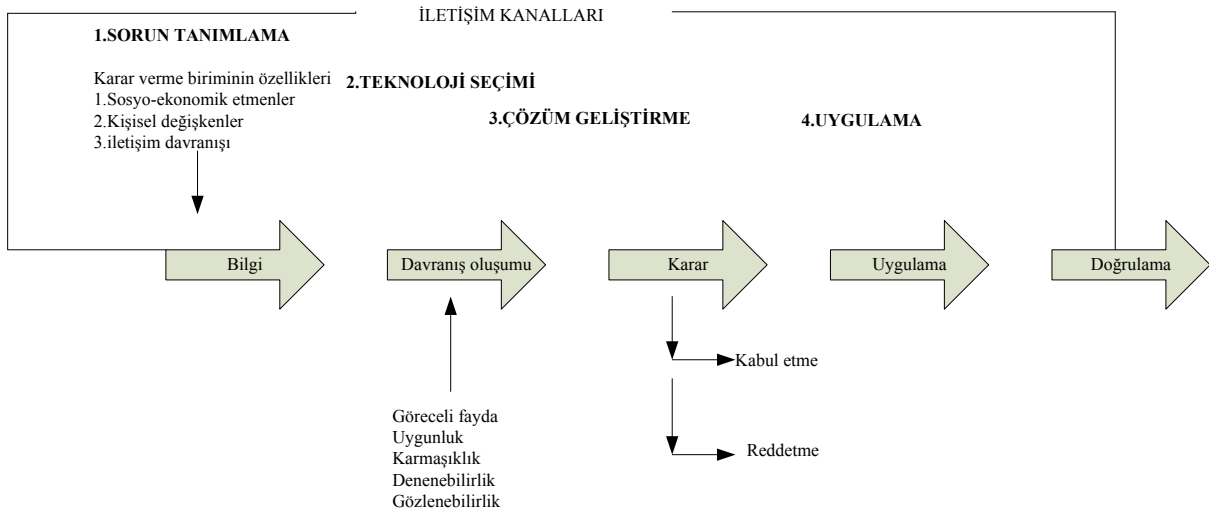 İLETİŞİM KANALLARI
1.SORUN TANIMLAMA
Karar verme biriminin özellikleri
1.Sosyo-ekonomik etmenler
2.Kişisel değişkenler
3.iletişim davranışı
2.TEKNOLOJİ SEÇİMİ
3.ÇÖZÜM GELİŞTİRME
4.UYGULAMA
Bilgi
Davranış oluşumu
Karar
Uygulama
Doğrulama
Kabul etme
Reddetme
Göreceli fayda
Uygunluk
Karmaşıklık
Denenebilirlik
Gözlenebilirlik